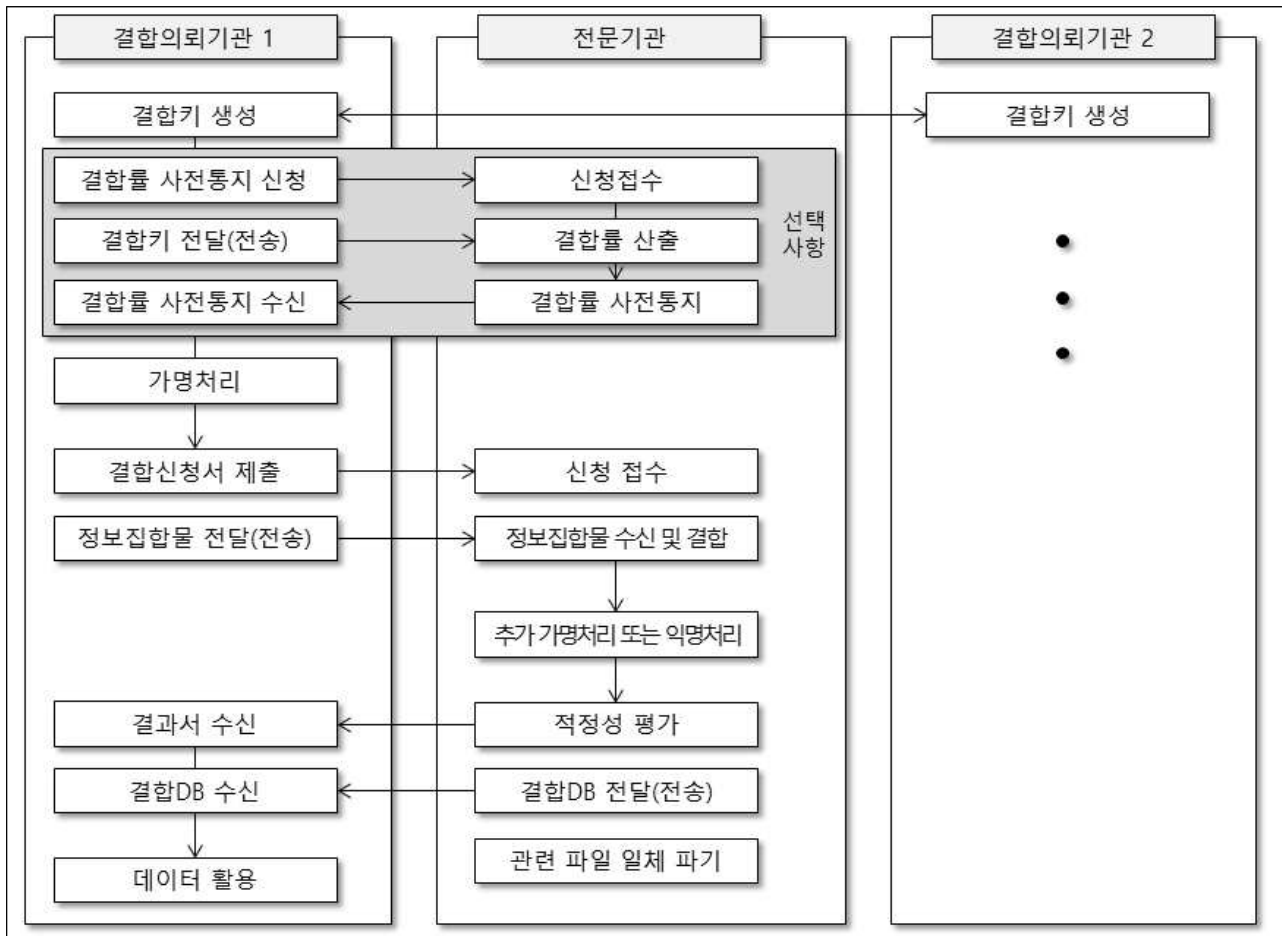 결합의뢰기관 1
전문기관
결합의뢰기관 2
결합키 생성
결합키 생성
결합률 사전통지 신청
신청접수
결합키 전달(전송)
결합률 산출
선택
사항
결합률 사전통지 수신
결합률 사전통지
가명처리
결합신청서 제출
신청 접수
정보집합물 전달(전송)
정보집합물 수신 및 결합
추가 가명처리 또는 익명처리
결과서 수신
적정성 평가
결합DB 수신
결합DB 전달(전송)
관련 파일 일체 파기
데이터 활용